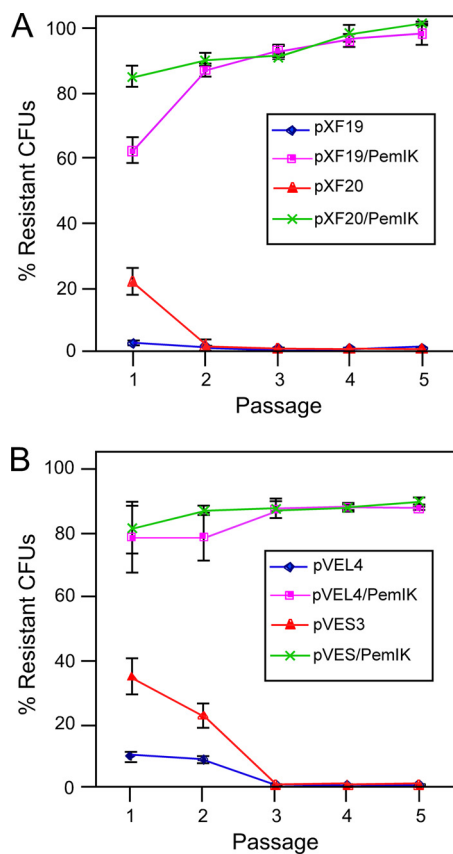 A
% Resistant CFUs
100
80
60
40
20
0
pXF19
pXF19/PemIK
pXF20
pXF20/PemIK
1 2 3 4 5
Passage
B
% Resistant CFUs
100
80
60
40
20
0
pVEL4
pVEL4/PemIK
pVES3
pVES/PemIK
1 2 3 4 5
Passage